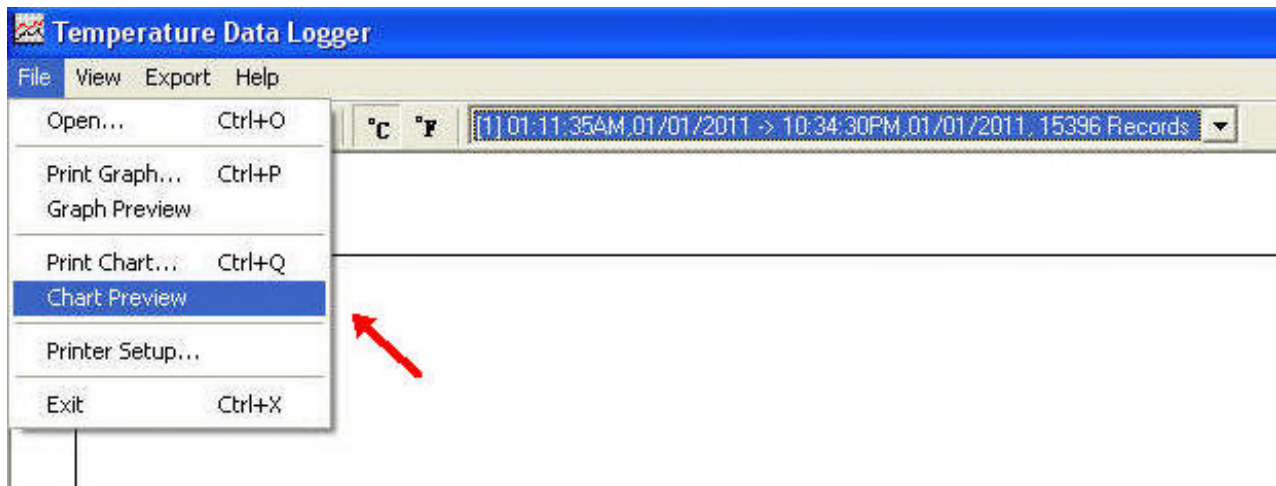 Temperature Data Logger
File View Export Help
Open... Ctrl+O
°C °F [1] 01:11:35AM,01/01/2011 -> 10:34:30PM,01/01/2011, 15396 Records
Print Graph... Ctrl+P
Graph Preview
Print Chart... Ctrl+Q
Chart Preview
Printer Setup...
Exit Ctrl+X